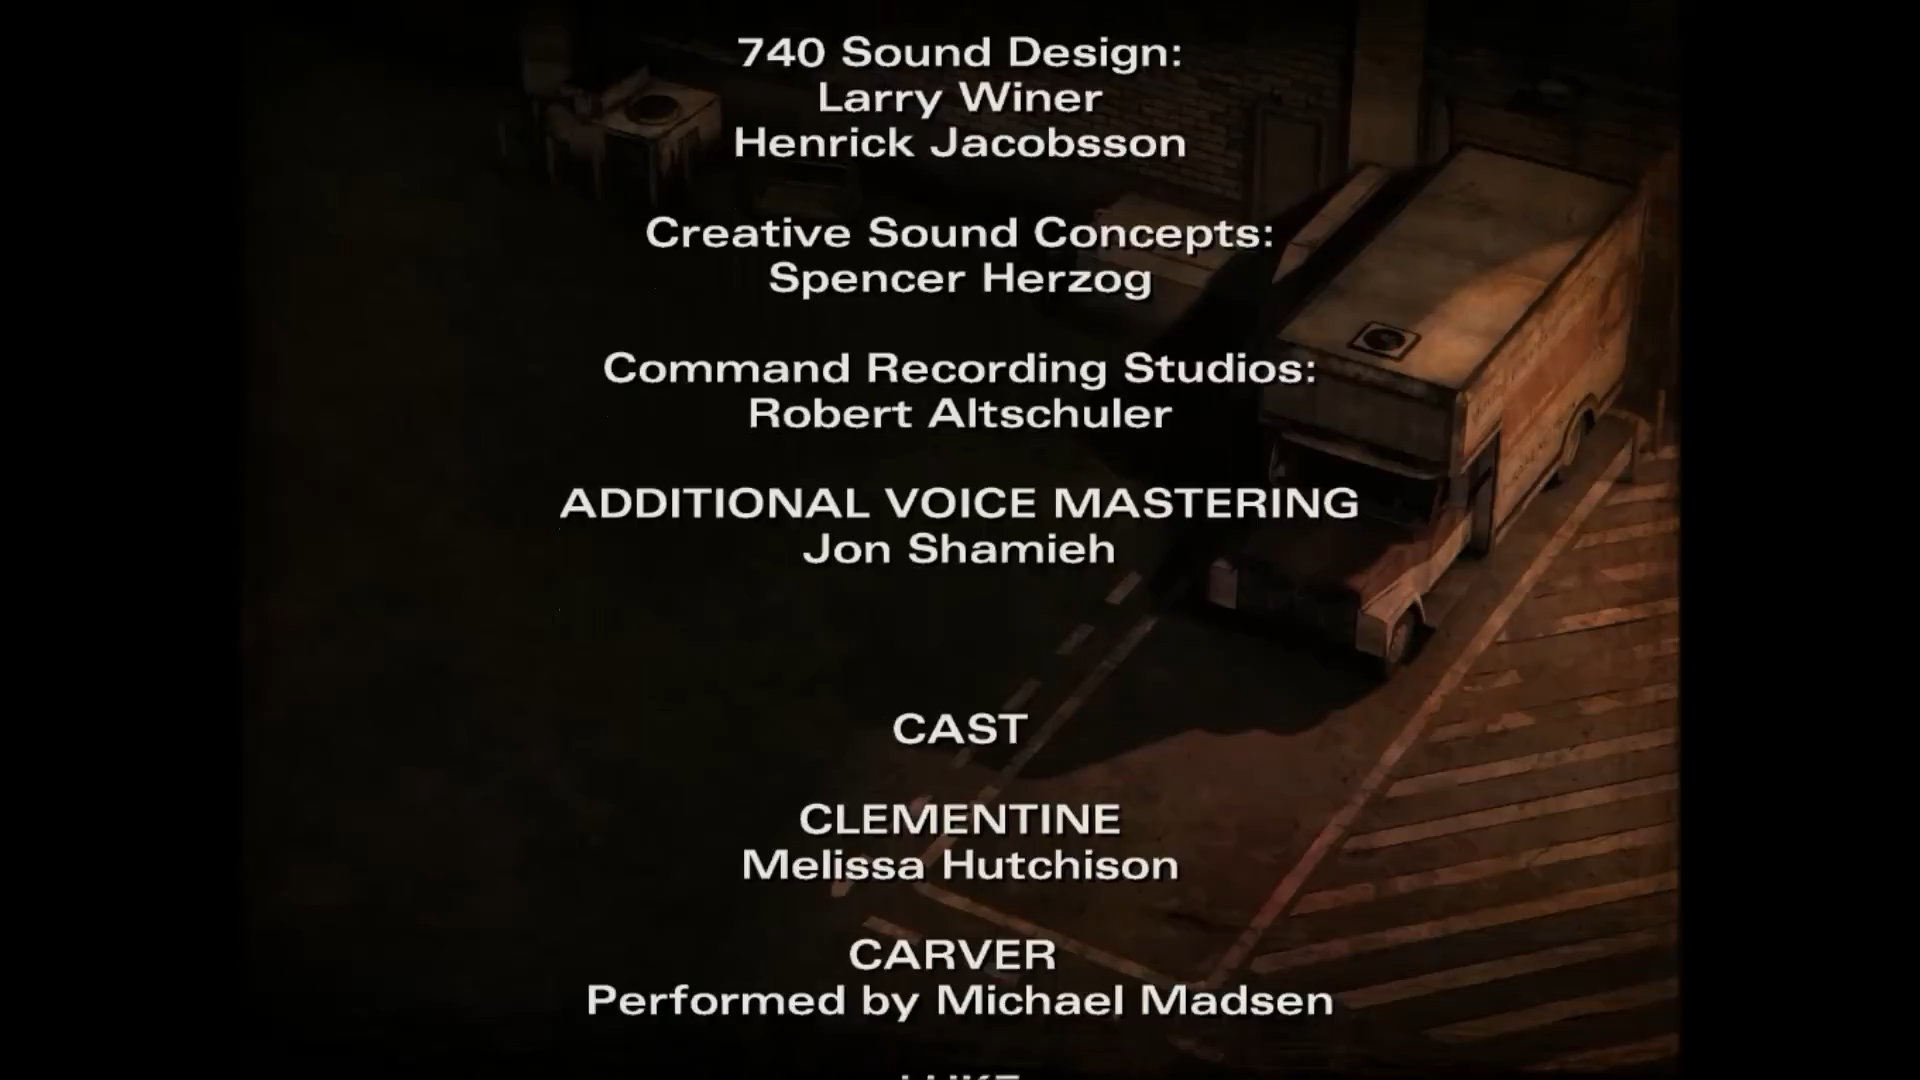 740 Sound Design:
Larry Winer
Henrick Jacobsson
Creative Sound Concepts:
Spencer Herzog
Command Recording Studios:
Robert Altschuler
ADDITIONAL VOICE MASTERING
Jon Shamieh
CAST
CLEMENTINE
Melissa Hutchison
CARVER
Performed by Michael Madsen